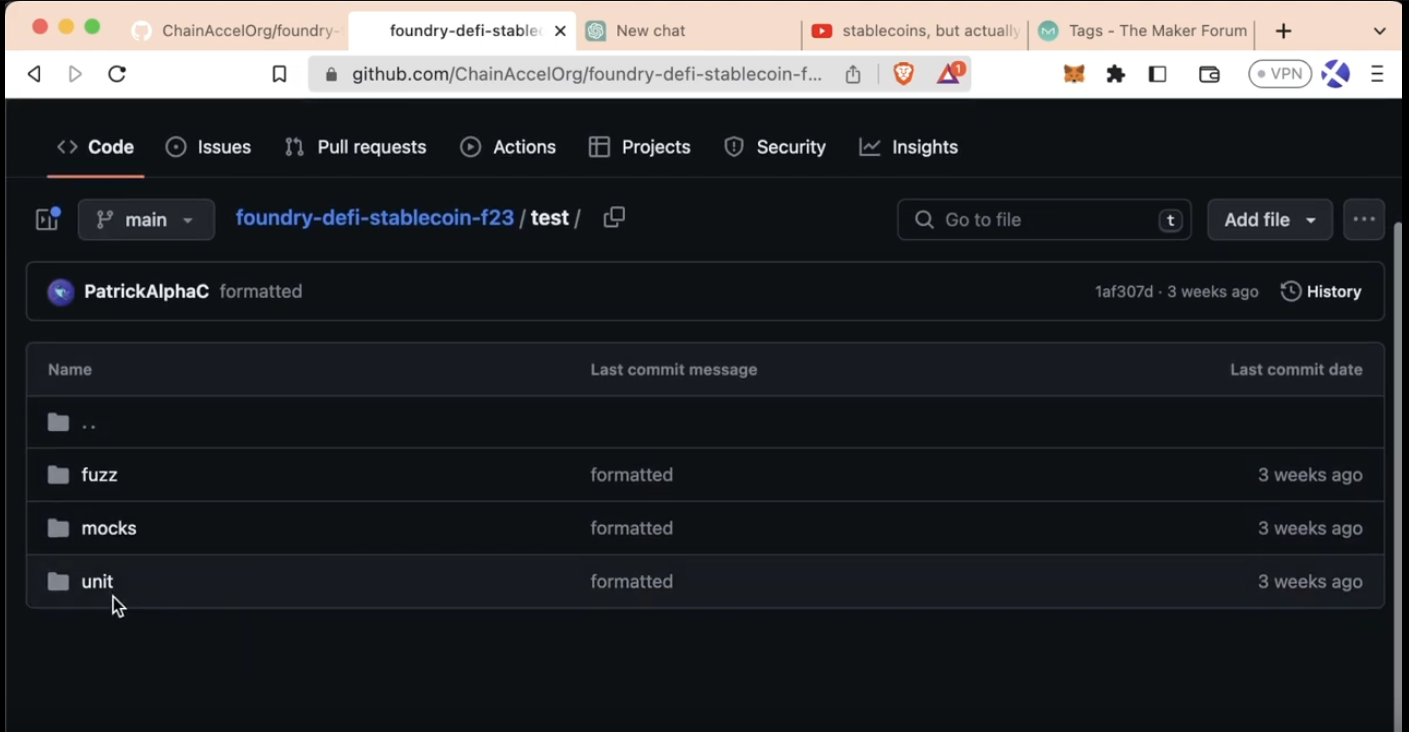 ChainAccelOrg/foundry- foundry-defi-stablec New chat stablecoins, but actually Tags - The Maker Forum
github.com/ChainAccelOrg/foundry-defi-stablecoin-f... 1 VPN
Code Issues Pull requests Actions Projects Security Insights
main foundry-defi-stablecoin-f23 / test / Go to file t Add file ...
PatrickAlphaC formatted 1af307d · 3 weeks ago History
Name Last commit message Last commit date
..
fuzz formatted 3 weeks ago
mocks formatted 3 weeks ago
unit formatted 3 weeks ago